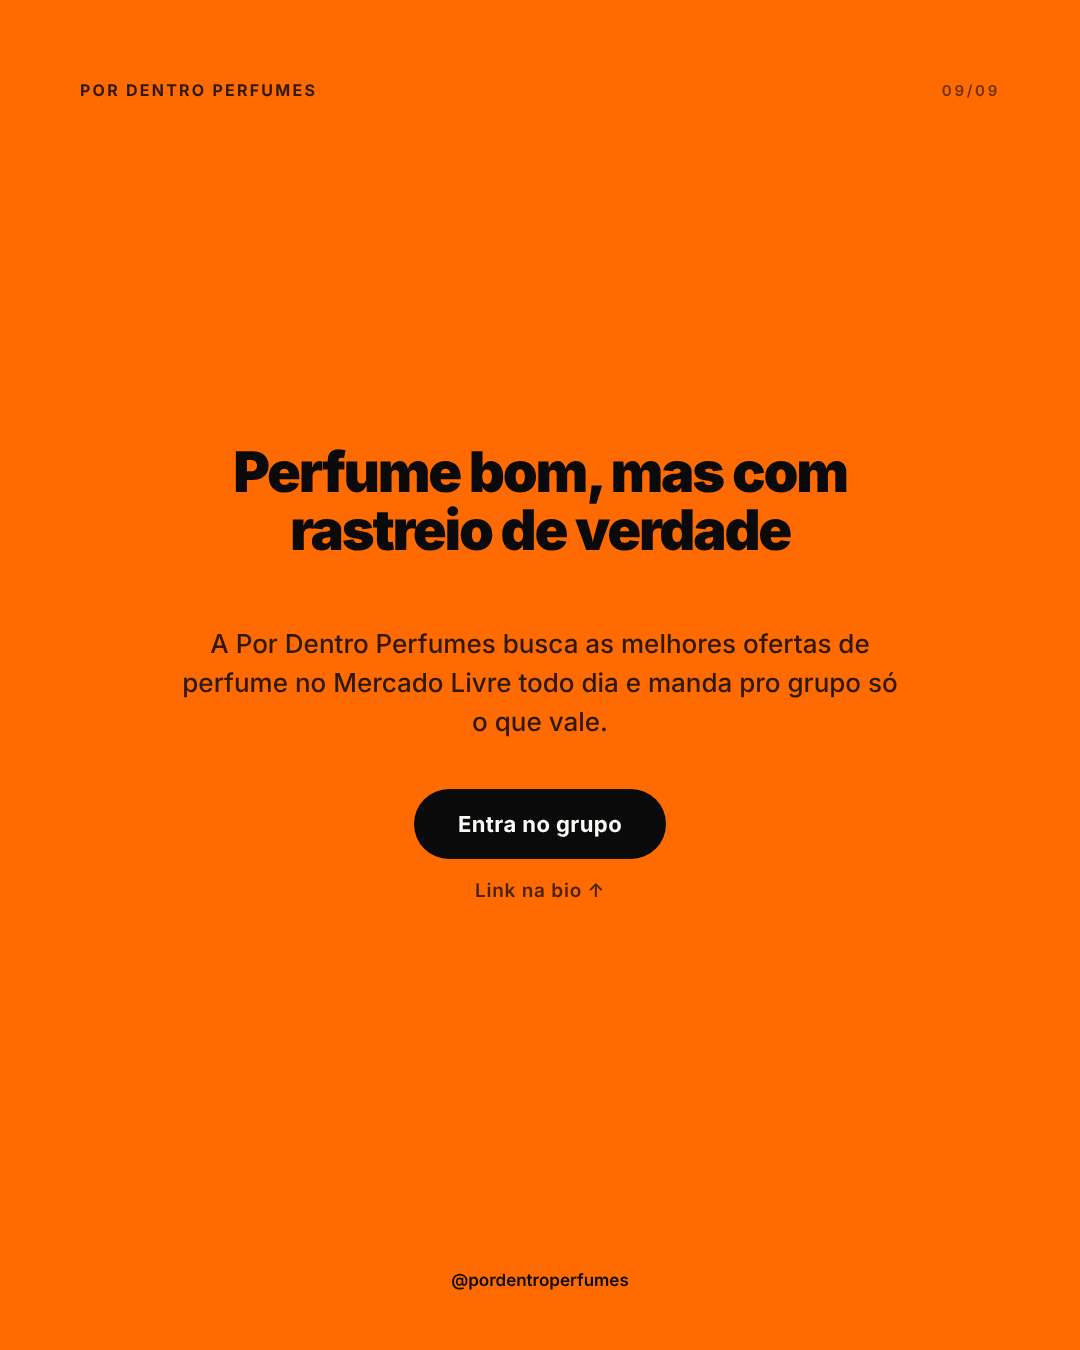 POR DENTRO PERFUMES
09/09
Perfume bom, mas com
rastreio de verdade
A Por Dentro Perfumes busca as melhores ofertas de
perfume no Mercado Livre todo dia e manda pro grupo só
o que vale.
Entra no grupo
Link na bio ↑
@pordentroperfumes